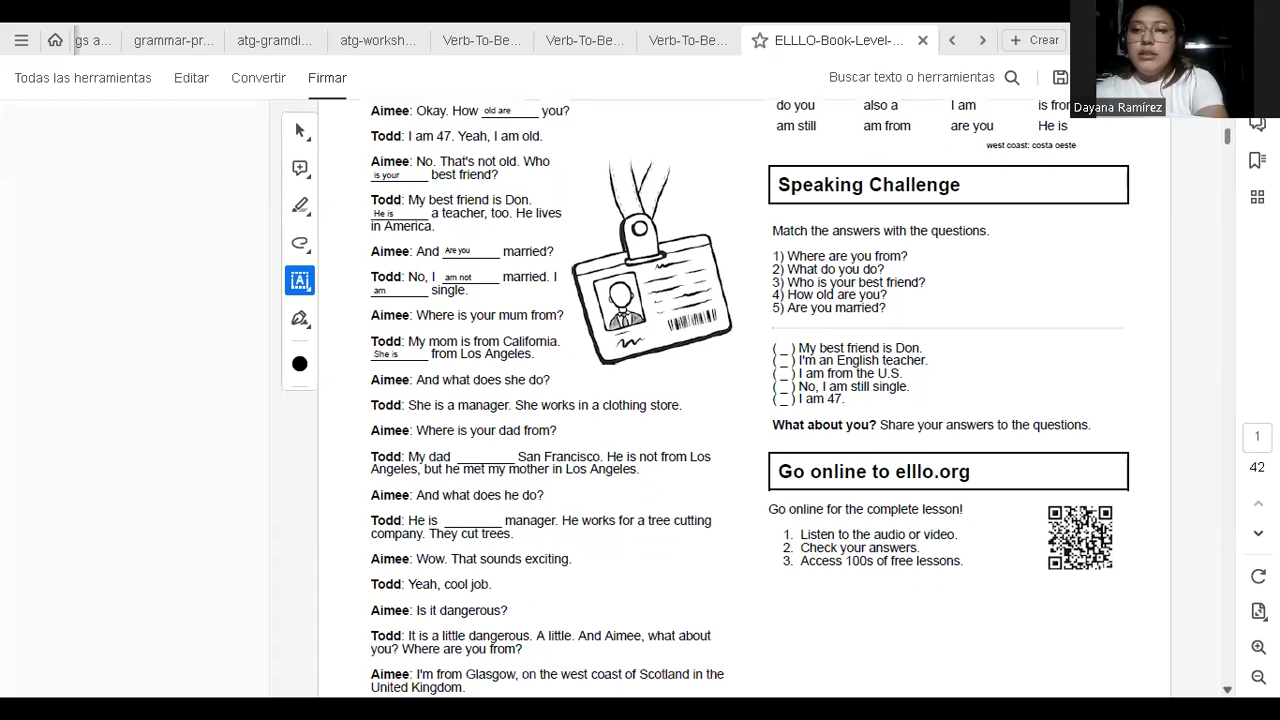 gs a...
grammar-pr...
atg-gramdi...
atg-worksh...
-To-Be...
Verb-To-Be...
Verb-To-Be...
ELLLO-Book-Level-...
Crear
Todas las herramientas
Editar
Convertir
Firmar
Buscar texto o herramientas
Dayana Ramírez
Aimee: Okay. How old are you?
Todd: I am 47. Yeah, I am old.
Aimee: No. That's not old. Who
is your best friend?
Todd: My best friend is Don.
He is a teacher, too. He lives
in America.
Aimee: And Are you married?
Todd: No, I am not married. I
am single.
Aimee: Where is your mum from?
Todd: My mom is from California.
She is from Los Angeles.
Aimee: And what does she do?
Todd: She is a manager. She works in a clothing store.
Aimee: Where is your dad from?
Todd: My dad ________ San Francisco. He is not from Los
Angeles, but he met my mother in Los Angeles.
Aimee: And what does he do?
Todd: He is ________ manager. He works for a tree cutting
company. They cut trees.
Aimee: Wow. That sounds exciting.
Todd: Yeah, cool job.
Aimee: Is it dangerous?
Todd: It is a little dangerous. A little. And Aimee, what about
you? Where are you from?
Aimee: I'm from Glasgow, on the west coast of Scotland in the
United Kingdom.
do you also a I am is from
am still am from are you He is
west coast: costa oeste
Speaking Challenge
Match the answers with the questions.
1) Where are you from?
2) What do you do?
3) Who is your best friend?
4) How old are you?
5) Are you married?
( _ ) My best friend is Don.
( _ ) I'm an English teacher.
( _ ) I am from the U.S.
( _ ) No, I am still single.
( _ ) I am 47.
What about you? Share your answers to the questions.
Go online to elllo.org
Go online for the complete lesson!
1. Listen to the audio or video.
2. Check your answers.
3. Access 100s of free lessons.
1
42